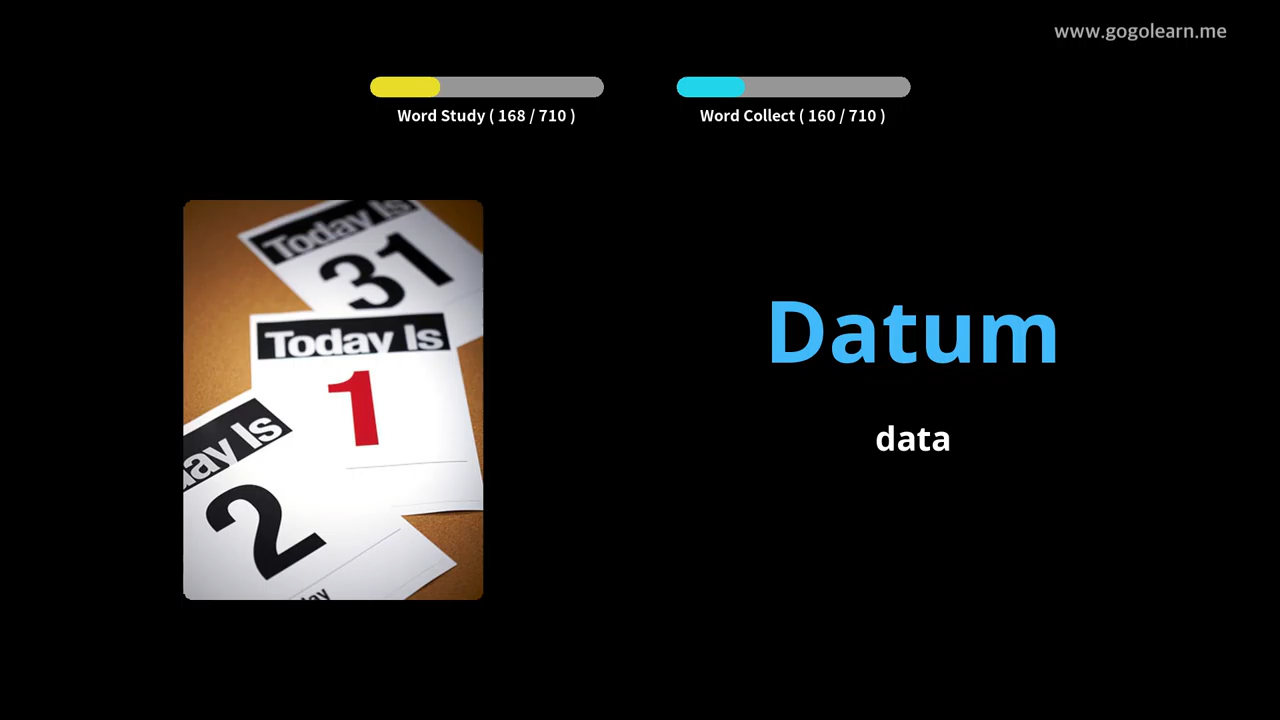 www.gogolearn.me
Word Study ( 168 / 710 )
Word Collect ( 160 / 710 )
Today Is
31
Today Is
1
ay Is
2
ay
Datum
data